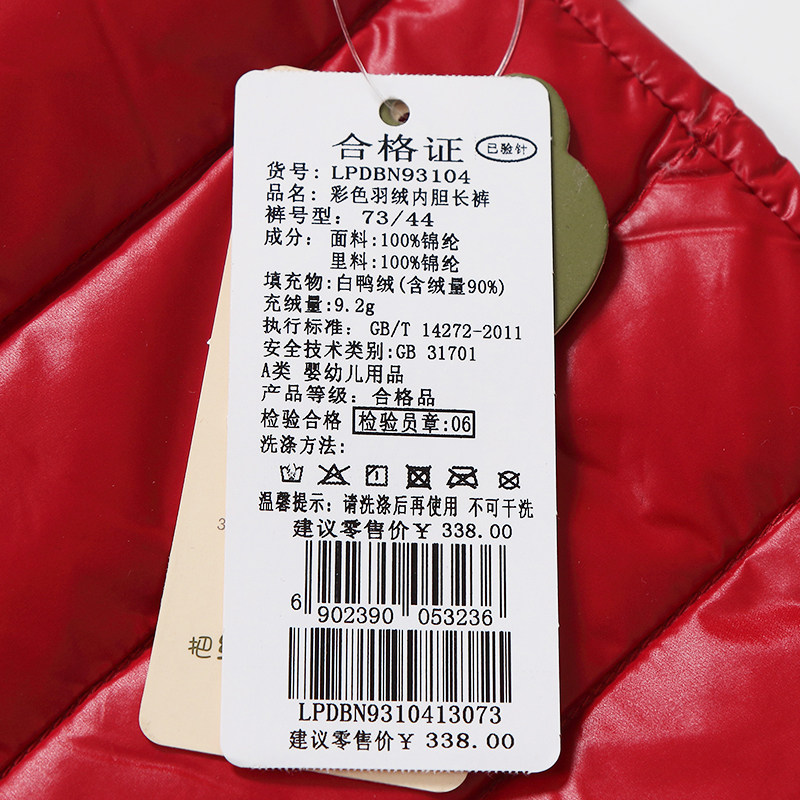 合格证 已验针
货号: LPDBN93104
品名: 彩色羽绒内胆长裤
裤号型: 73/44
成分: 面料:100%锦纶
里料:100%锦纶
填充物:白鸭绒(含绒量90%)
充绒量:9.2g
执行标准: GB/T 14272-2011
安全技术类别:GB 31701
A类 婴幼儿用品
产品等级: 合格品
检验合格 检验员章:06
洗涤方法:
温馨提示: 请洗涤后再使用 不可干洗
建议零售价¥ 338.00
6 902390 053236
LPDBN9310413073
建议零售价¥ 338.00
3
把